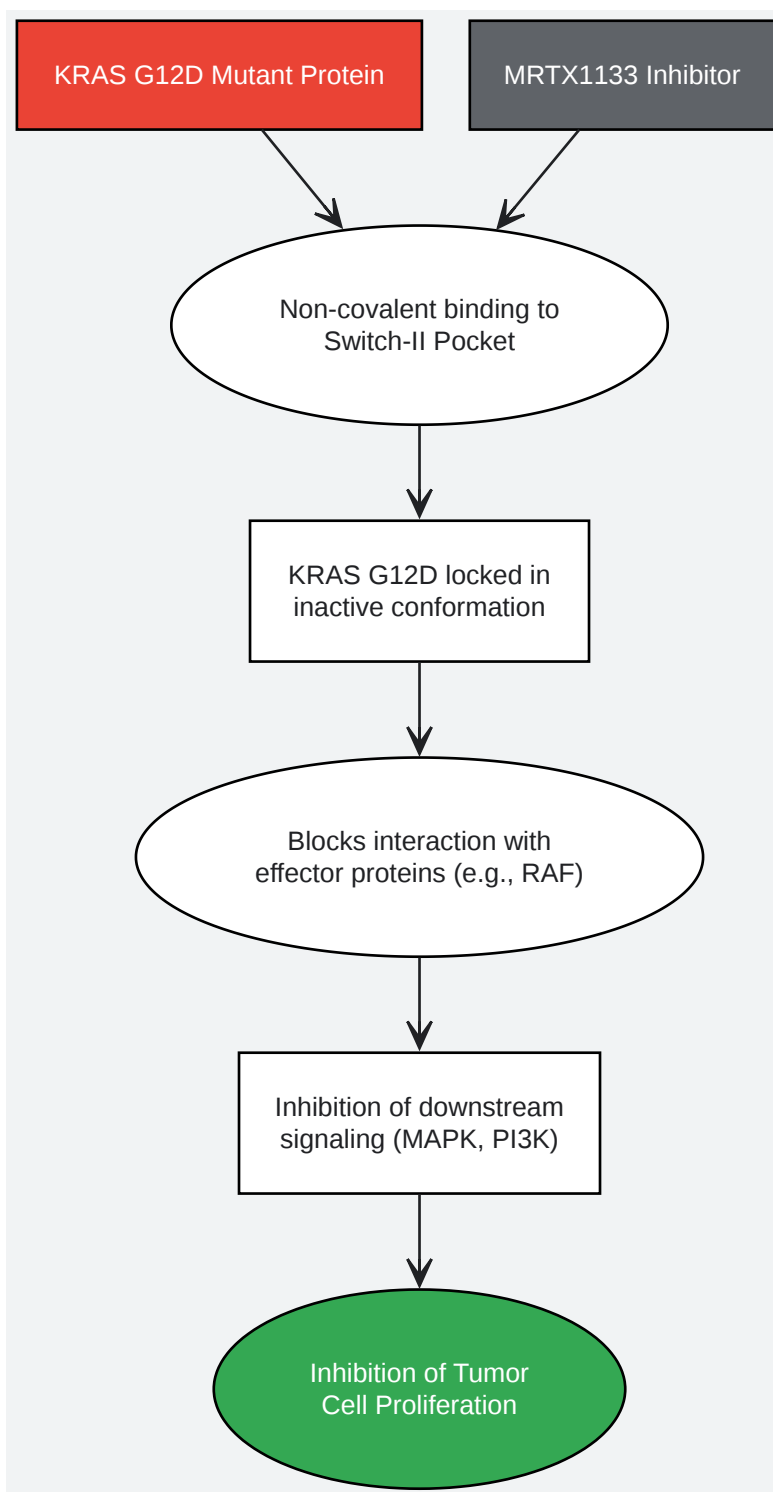 KRAS G12D Mutant Protein
MRTX1133 Inhibitor
Non-covalent binding to
Switch-II Pocket
KRAS G12D locked in
inactive conformation
Blocks interaction with
effector proteins (e.g., RAF)
Inhibition of downstream
signaling (MAPK, PI3K)
Inhibition of Tumor
Cell Proliferation